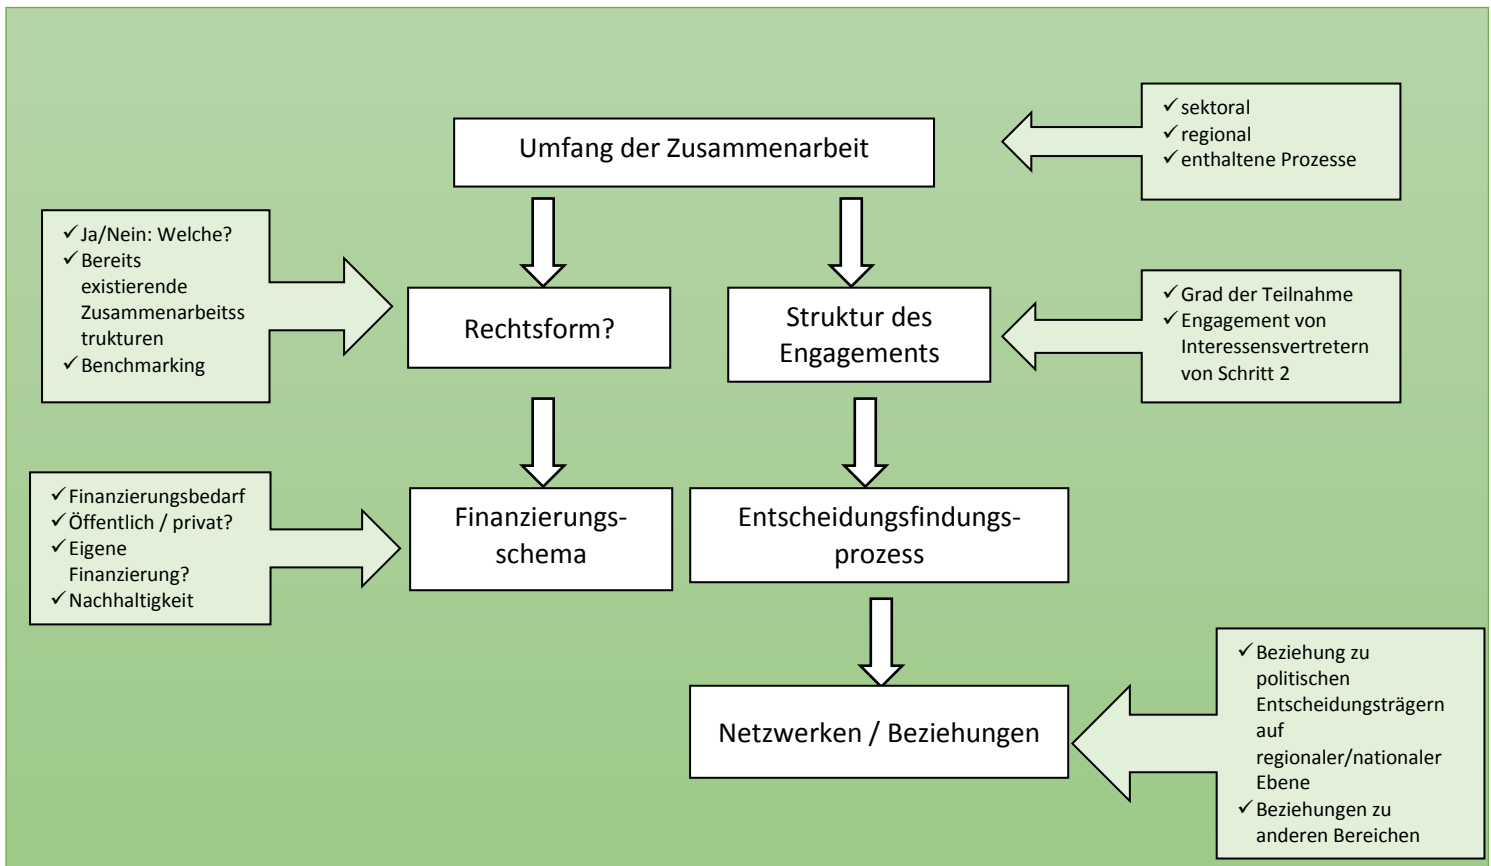 Umfang der Zusammenarbeit
✓ sektoral
✓ regional
✓ enthaltene Prozesse
✓ Ja/Nein: Welche?
✓ Bereits
existierende
Zusammenarbeitss
trukturen
✓ Benchmarking
Rechtsform?
Struktur des
Engagements
✓ Grad der Teilnahme
✓ Engagement von
Interessensvertretern
von Schritt 2
✓ Finanzierungsbedarf
✓ Öffentlich / privat?
✓ Eigene
Finanzierung?
✓ Nachhaltigkeit
Finanzierungs-
schema
Entscheidungsfindungs-
prozess
Netzwerken / Beziehungen
✓ Beziehung zu
politischen
Entscheidungsträgern
auf
regionaler/nationaler
Ebene
✓ Beziehungen zu
anderen Bereichen